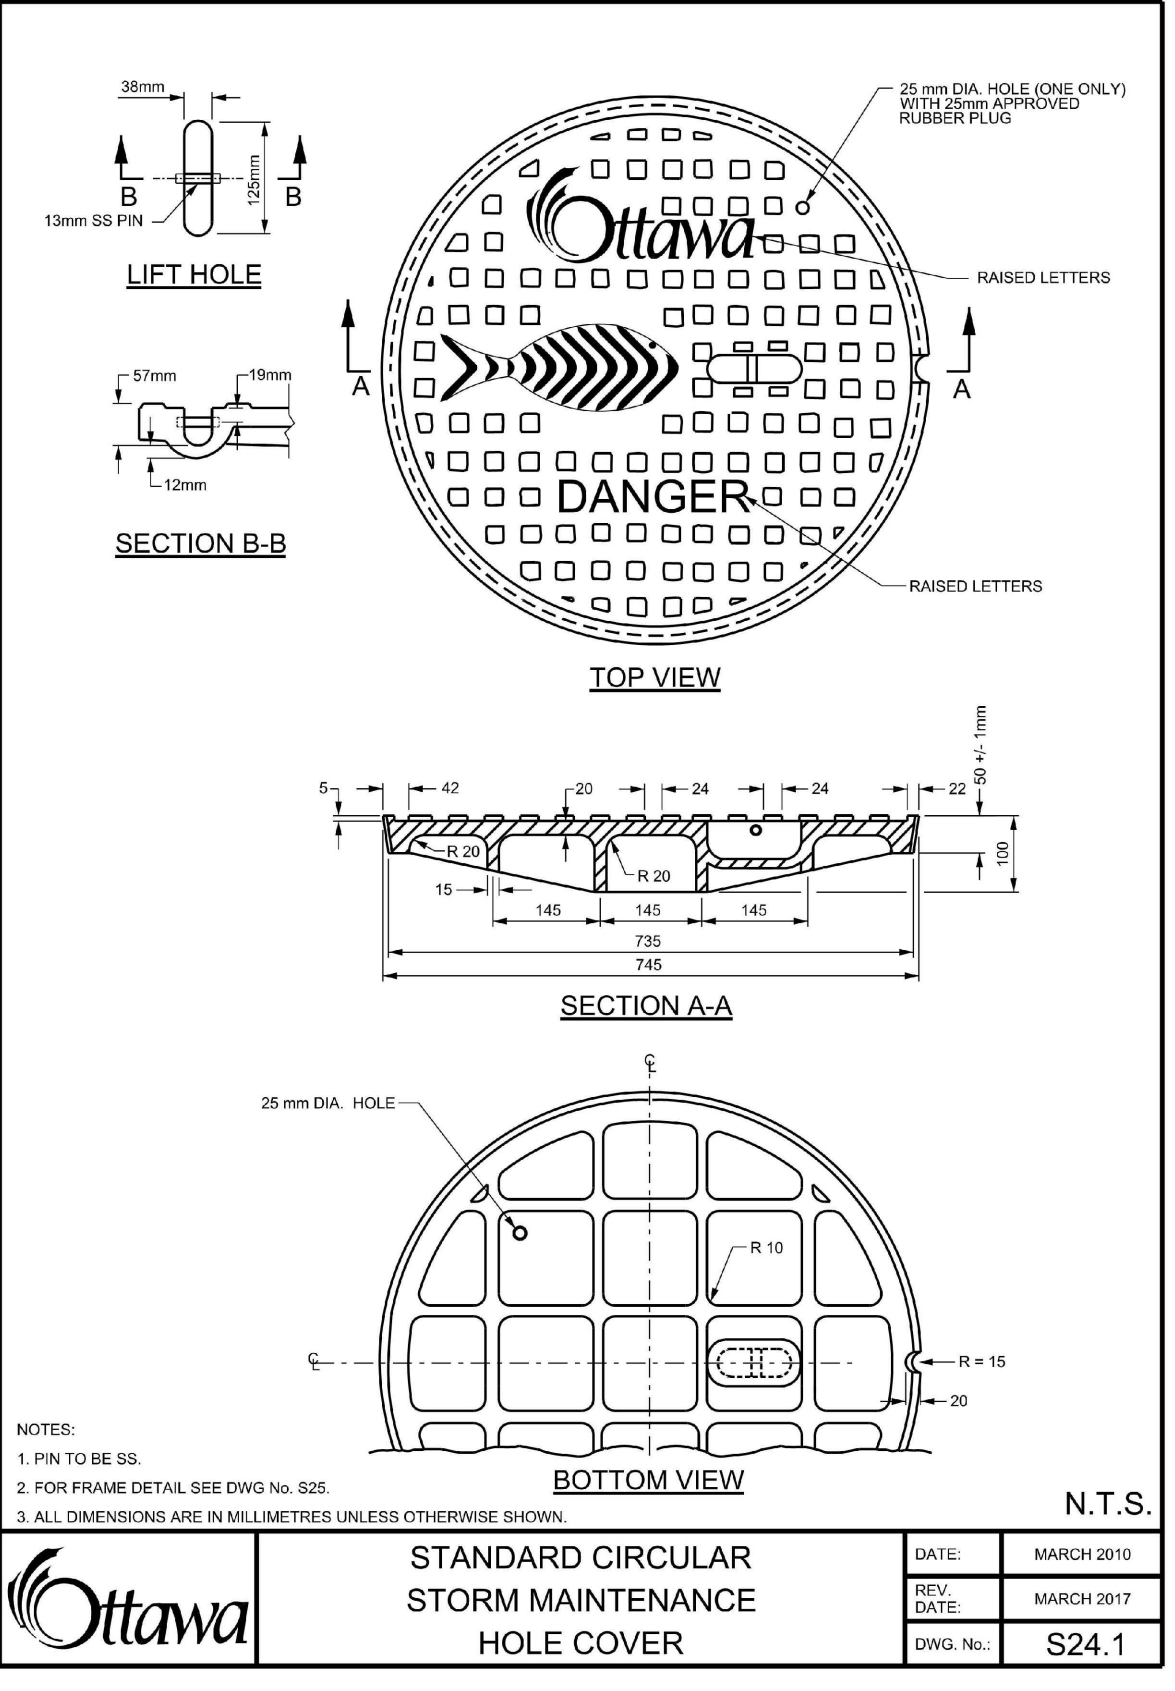 38mm
125mm
B
B
13mm SS PIN
LIFT HOLE
57mm
19mm
12mm
SECTION B-B
25 mm DIA. HOLE (ONE ONLY)
WITH 25mm APPROVED
RUBBER PLUG
Ottawa
RAISED LETTERS
A
A
DANGER
RAISED LETTERS
TOP VIEW
5
42
20
24
24
22
50 +/- 1mm
100
R 20
R 20
15
145
145
145
735
745
SECTION A-A
℄
25 mm DIA. HOLE
R 10
℄
R = 15
20
BOTTOM VIEW
NOTES:
1. PIN TO BE SS.
2. FOR FRAME DETAIL SEE DWG No. S25.
3. ALL DIMENSIONS ARE IN MILLIMETRES UNLESS OTHERWISE SHOWN.
N.T.S.
Ottawa
STANDARD CIRCULAR
STORM MAINTENANCE
HOLE COVER
DATE: MARCH 2010
REV.
DATE: MARCH 2017
DWG. No.: S24.1